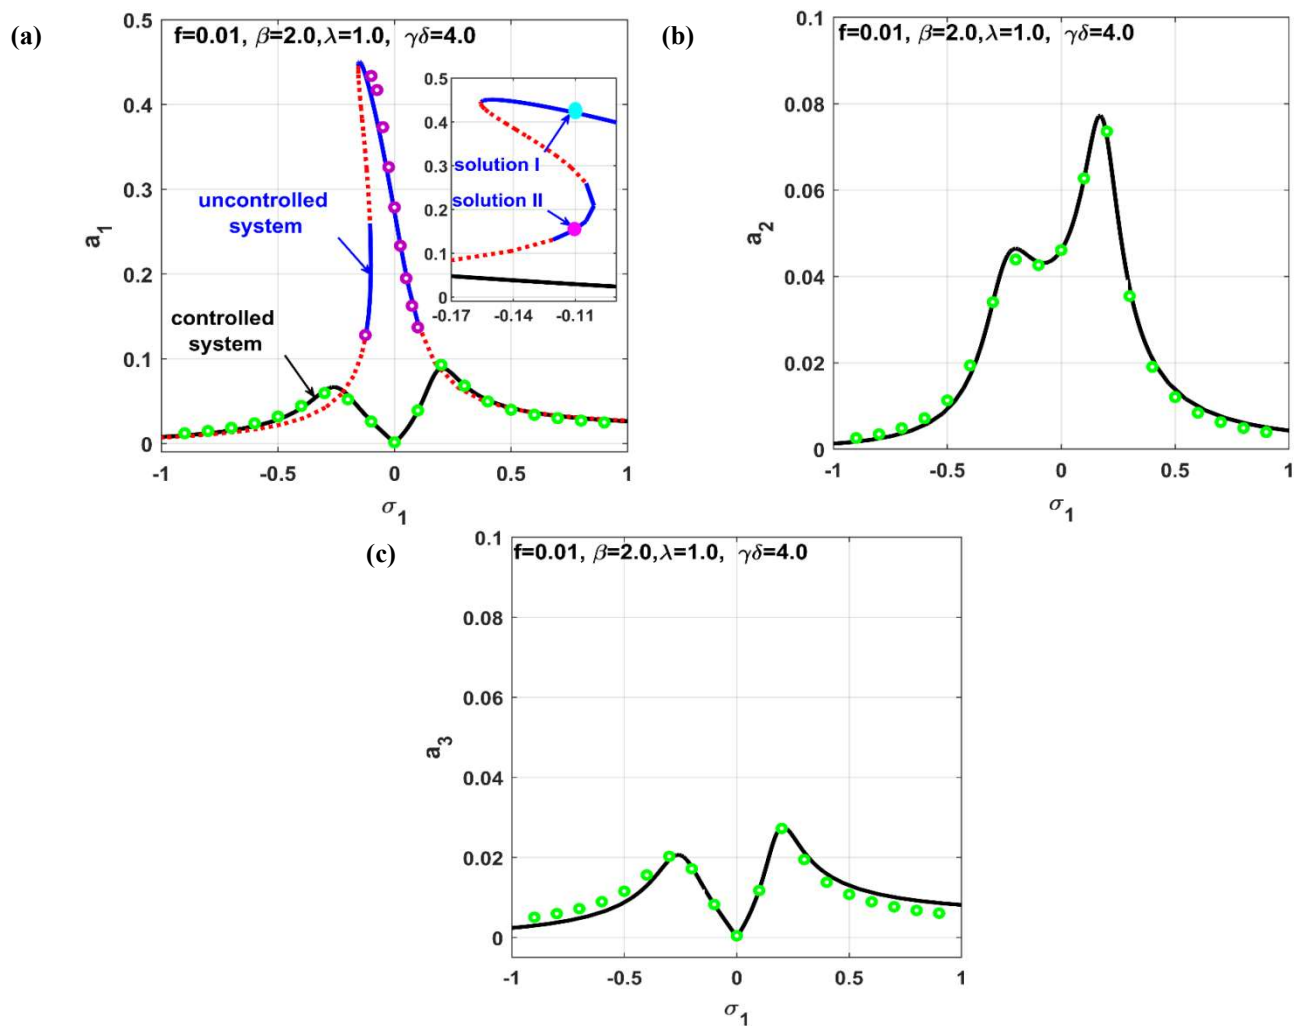 (a)
f=0.01, β=2.0,λ=1.0, γδ=4.0
0.5
0.4
0.3
0.2
0.1
0
a1
-1
-0.5
0
0.5
1
σ1
uncontrolled
system
controlled
system
0.5
0.4
0.3
0.2
0.1
0
-0.17
-0.14
-0.11
solution I
solution II
(b)
f=0.01, β=2.0,λ=1.0, γδ=4.0
0.1
0.08
0.06
0.04
0.02
0
a2
-1
-0.5
0
0.5
1
σ1
(c)
f=0.01, β=2.0,λ=1.0, γδ=4.0
0.1
0.08
0.06
0.04
0.02
0
a3
-1
-0.5
0
0.5
1
σ1